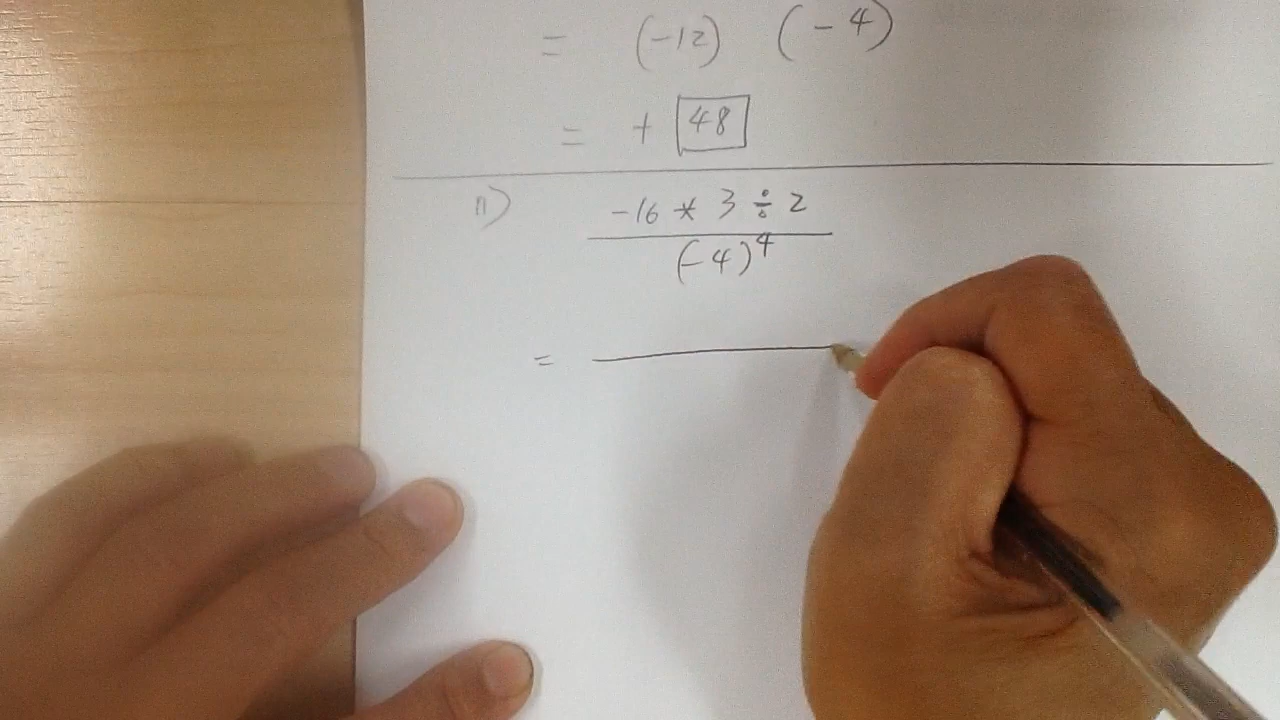 = (-12) (-4)
= + 48
11) -16 * 3 ÷ 2
(-4)^4
=